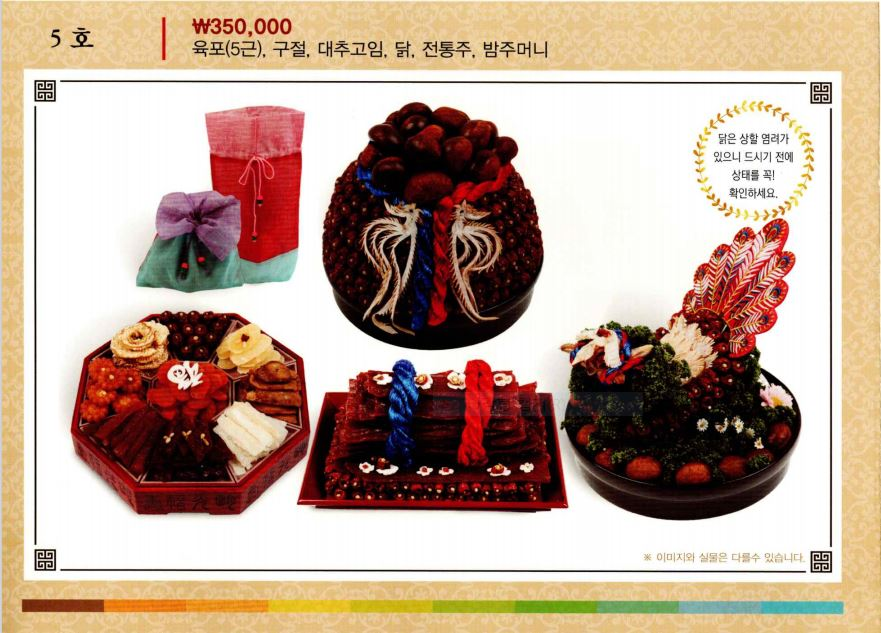 5 호
₩350,000
육포(5근), 구절, 대추고임, 닭, 전통주, 밤주머니
닭은 상할 염려가
있으니 드시기 전에
상태를 꼭!
확인하세요.
※ 이미지와 실물은 다를수 있습니다.